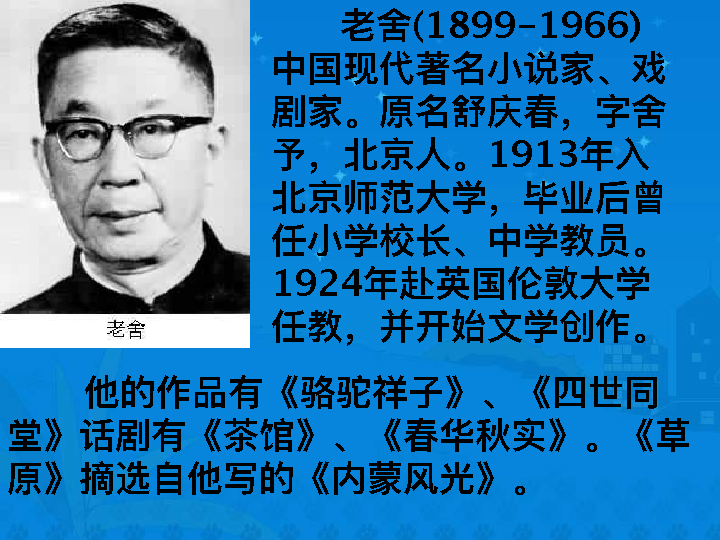 老舍(1899-1966)
中国现代著名小说家、戏
剧家。原名舒庆春，字舍
予，北京人。1913年入
北京师范大学，毕业后曾
任小学校长、中学教员。
1924年赴英国伦敦大学
任教，并开始文学创作。
老舍
他的作品有《骆驼祥子》、《四世同
堂》话剧有《茶馆》、《春华秋实》。《草
原》摘选自他写的《内蒙风光》。